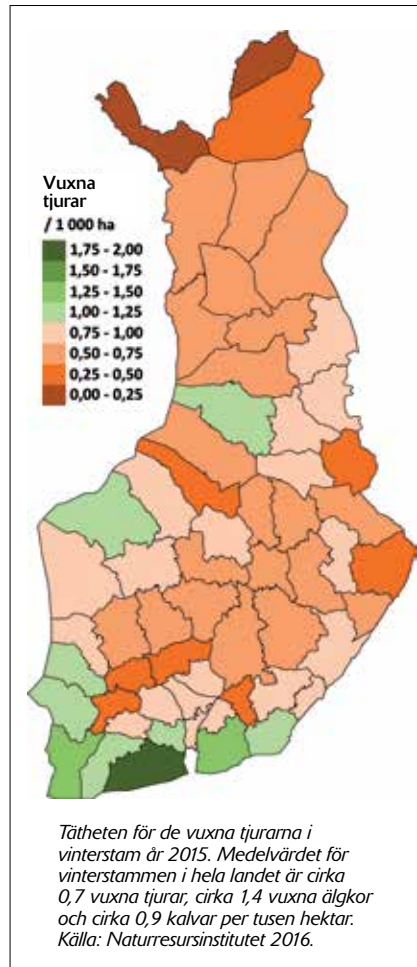 Vuxna
tjurar
/ 1 000 ha
1,75 - 2,00
1,50 - 1,75
1,25 - 1,50
1,00 - 1,25
0,75 - 1,00
0,50 - 0,75
0,25 - 0,50
0,00 - 0,25
Tätheten för de vuxna tjurarna i
vinterstam år 2015. Medelvärdet för
vinterstammen i hela landet är cirka
0,7 vuxna tjurar, cirka 1,4 vuxna älgkor
och cirka 0,9 kalvar per tusen hektar.
Källa: Naturresursinstitutet 2016.